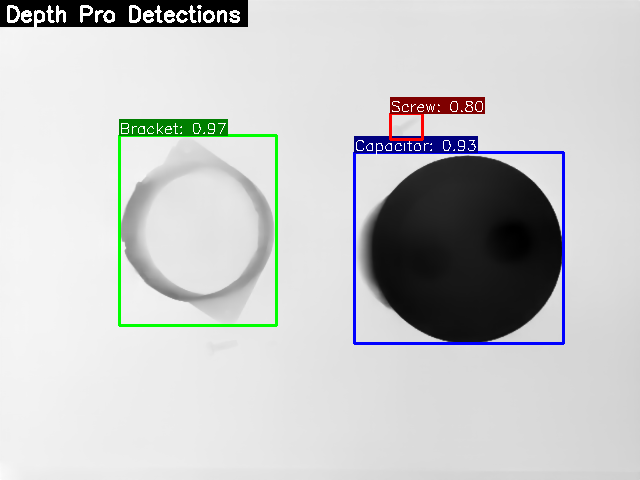 Depth Pro Detections
Screw: 0.80
Bracket: 0.97
Capacitor: 0.93